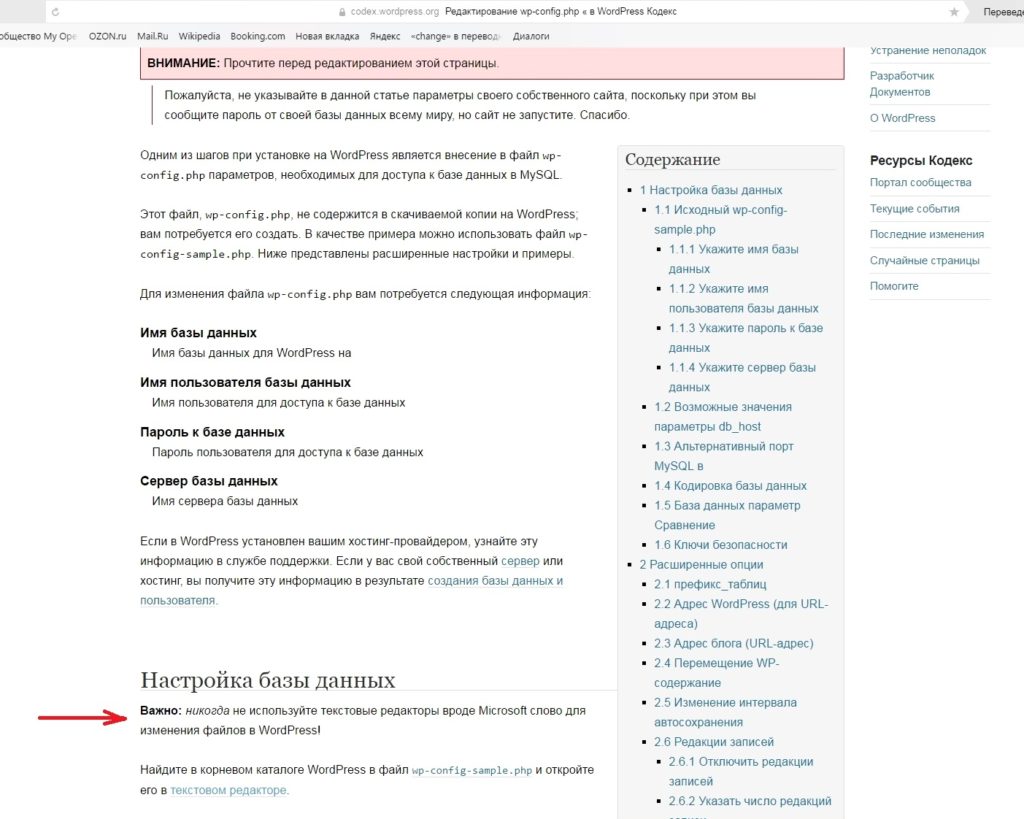 codex.wordpress.org Редактирование wp-config.php « в WordPress Кодекс
Переведе
общество My Ope OZON.ru Mail.Ru Wikipedia Booking.com Новая вкладка Яндекс «change» в перевод Диалоги
ВНИМАНИЕ: Прочтите перед редактированием этой страницы.
Пожалуйста, не указывайте в данной статье параметры своего собственного сайта, поскольку при этом вы
сообщите пароль от своей базы данных всему миру, но сайт не запустите. Спасибо.
Одним из шагов при установке на WordPress является внесение в файл wp-
config.php параметров, необходимых для доступа к базе данных в MySQL.
Этот файл, wp-config.php, не содержится в скачиваемой копии на WordPress;
вам потребуется его создать. В качестве примера можно использовать файл wp-
config-sample.php. Ниже представлены расширенные настройки и примеры.
Для изменения файла wp-config.php вам потребуется следующая информация:
Имя базы данных
Имя базы данных для WordPress на
Имя пользователя базы данных
Имя пользователя для доступа к базе данных
Пароль к базе данных
Пароль пользователя для доступа к базе данных
Сервер базы данных
Имя сервера базы данных
Если в WordPress установлен вашим хостинг-провайдером, узнайте эту
информацию в службе поддержки. Если у вас свой собственный сервер или
хостинг, вы получите эту информацию в результате создания базы данных и
пользователя.
Настройка базы данных
Важно: никогда не используйте текстовые редакторы вроде Microsoft слово для
изменения файлов в WordPress!
Найдите в корневом каталоге WordPress в файл wp-config-sample.php и откройте
его в текстовом редакторе.
Содержание
1 Настройка базы данных
1.1 Исходный wp-config-
sample.php
1.1.1 Укажите имя базы
данных
1.1.2 Укажите имя
пользователя базы данных
1.1.3 Укажите пароль к базе
данных
1.1.4 Укажите сервер базы
данных
1.2 Возможные значения
параметры db_host
1.3 Альтернативный порт
MySQL в
1.4 Кодировка базы данных
1.5 База данных параметр
Сравнение
1.6 Ключи безопасности
2 Расширенные опции
2.1 префикс_таблиц
2.2 Адрес WordPress (для URL-
адреса)
2.3 Адрес блога (URL-адрес)
2.4 Перемещение WP-
содержание
2.5 Изменение интервала
автосохранения
2.6 Редакции записей
2.6.1 Отключить редакции
записей
2.6.2 Указать число редакций
Устранение неполадок
Разработчик
Документов
О WordPress
Ресурсы Кодекс
Портал сообщества
Текущие события
Последние изменения
Случайные страницы
Помогите